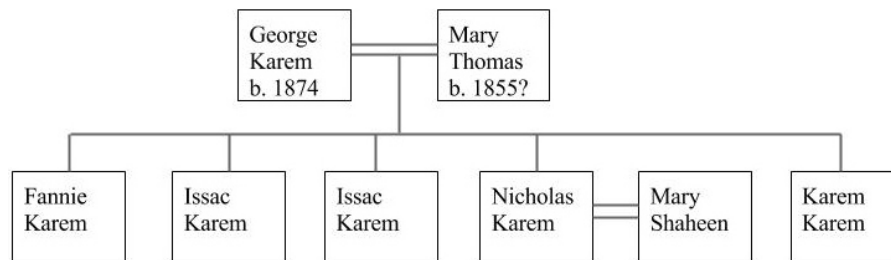 George
Karem
b. 1874
Mary
Thomas
b. 1855?
Fannie
Karem
Issac
Karem
Issac
Karem
Nicholas
Karem
Mary
Shaheen
Karem
Karem